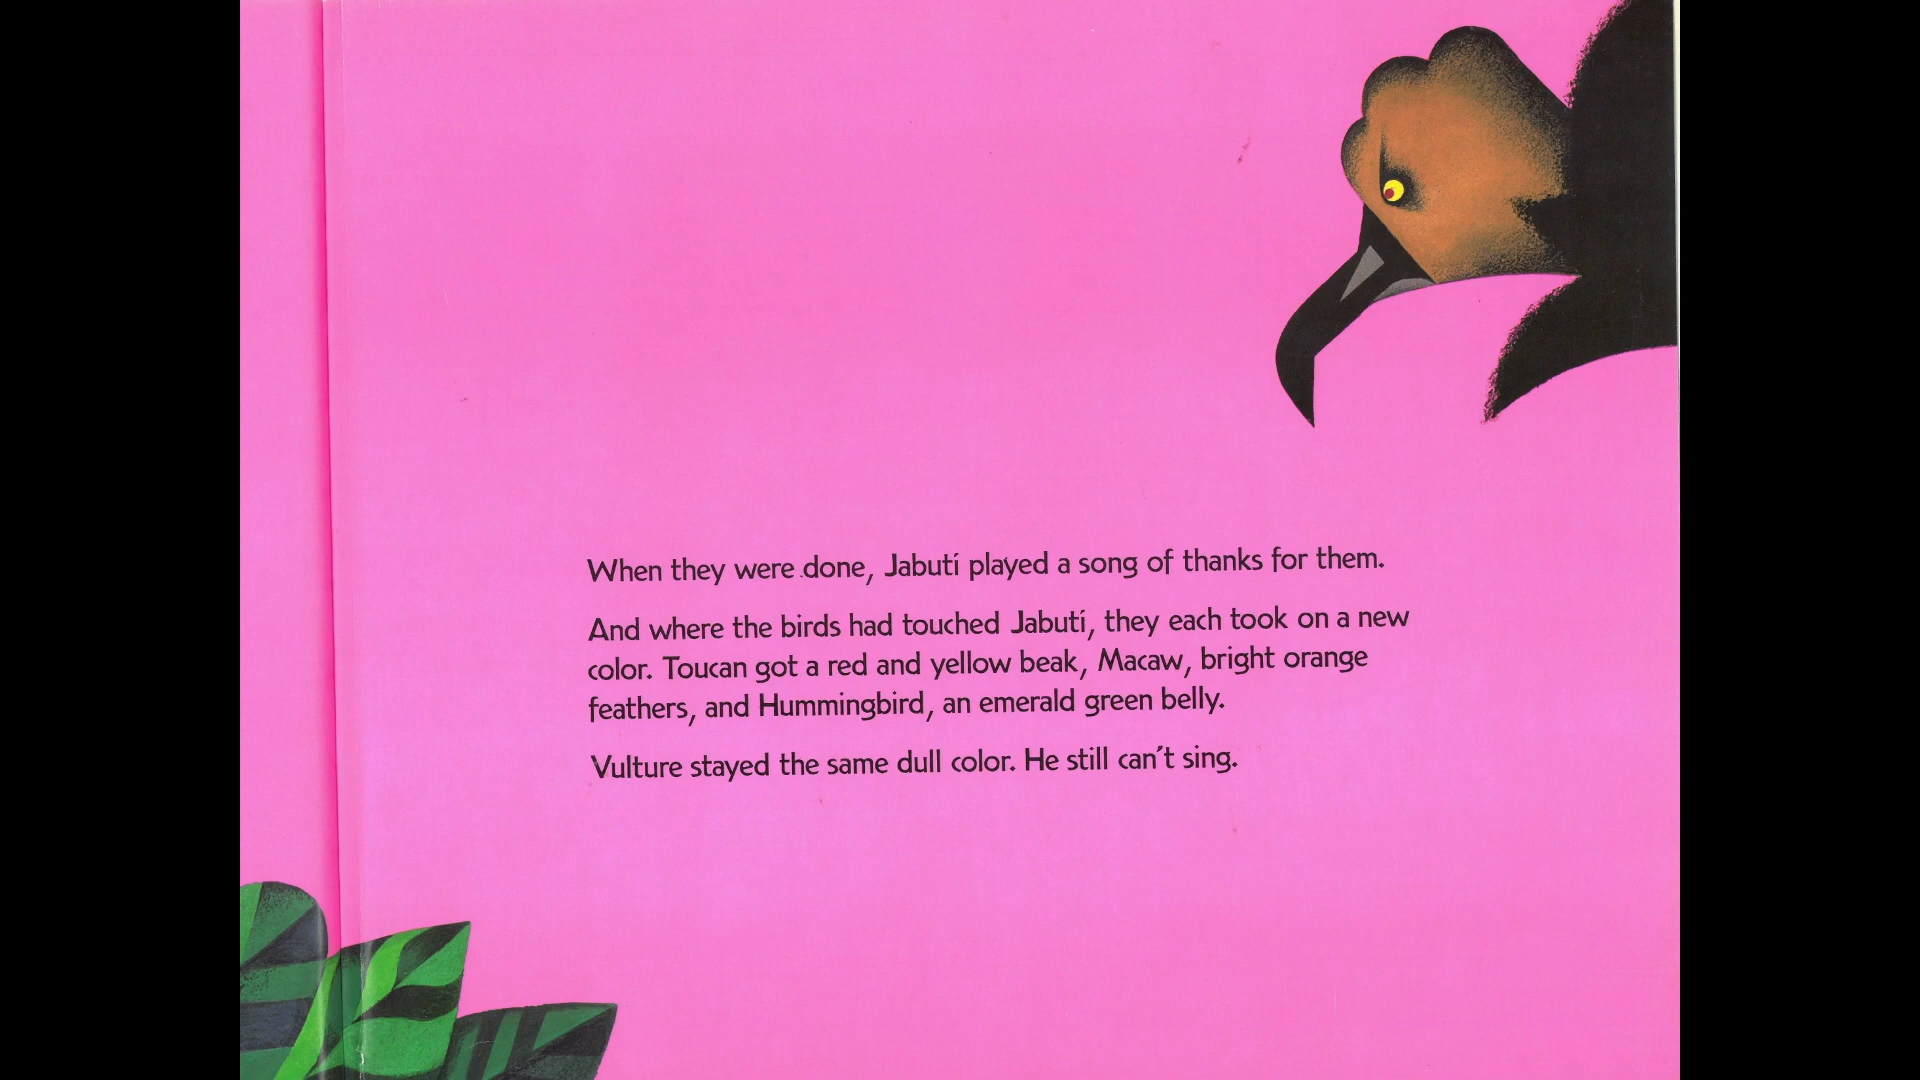 When they were done, Jabutí played a song of thanks for them.
And where the birds had touched Jabutí, they each took on a new
color. Toucan got a red and yellow beak, Macaw, bright orange
feathers, and Hummingbird, an emerald green belly.
Vulture stayed the same dull color. He still can't sing.